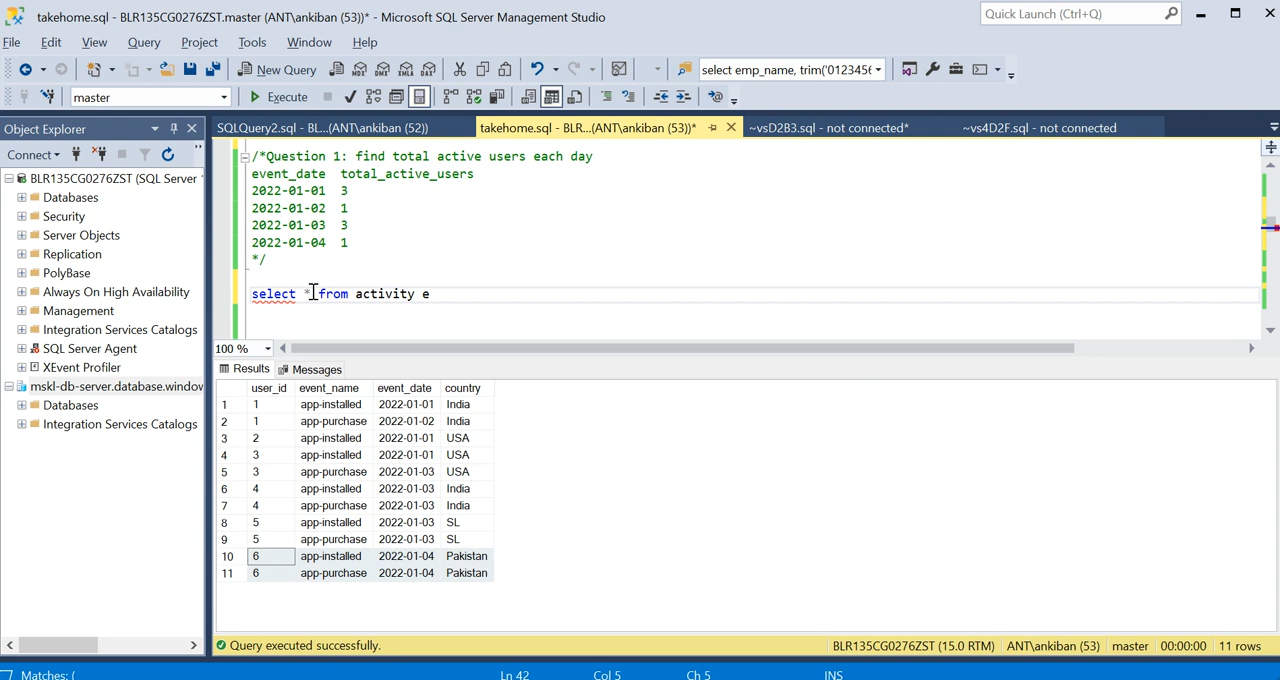 takehome.sql - BLR135CG0276ZST.master (ANT\ankiban (53))* - Microsoft SQL Server Management Studio
Quick Launch (Ctrl+Q)
File Edit View Query Project Tools Window Help
New Query MDX DMX XMLA DAX select emp_name, trim('012345
master Execute
Object Explorer
SQLQuery2.sql - BL...(ANT\ankiban (52)) takehome.sql - BLR...(ANT\ankiban (53))* ~vsD2B3.sql - not connected* ~vs4D2F.sql - not connected
Connect
BLR135CG0276ZST (SQL Server
Databases
Security
Server Objects
Replication
PolyBase
Always On High Availability
Management
Integration Services Catalogs
SQL Server Agent
XEvent Profiler
mskl-db-server.database.window
Databases
Integration Services Catalogs
/*Question 1: find total active users each day
event_date total_active_users
2022-01-01 3
2022-01-02 1
2022-01-03 3
2022-01-04 1
*/
select * from activity e
100 %
Results Messages
user_id event_name event_date country
1 1 app-installed 2022-01-01 India
2 1 app-purchase 2022-01-02 India
3 2 app-installed 2022-01-01 USA
4 3 app-installed 2022-01-01 USA
5 3 app-purchase 2022-01-03 USA
6 4 app-installed 2022-01-03 India
7 4 app-purchase 2022-01-03 India
8 5 app-installed 2022-01-03 SL
9 5 app-purchase 2022-01-03 SL
10 6 app-installed 2022-01-04 Pakistan
11 6 app-purchase 2022-01-04 Pakistan
Query executed successfully. BLR135CG0276ZST (15.0 RTM) ANT\ankiban (53) master 00:00:00 11 rows
Matches: ( Ln 42 Col 5 Ch 5 INS